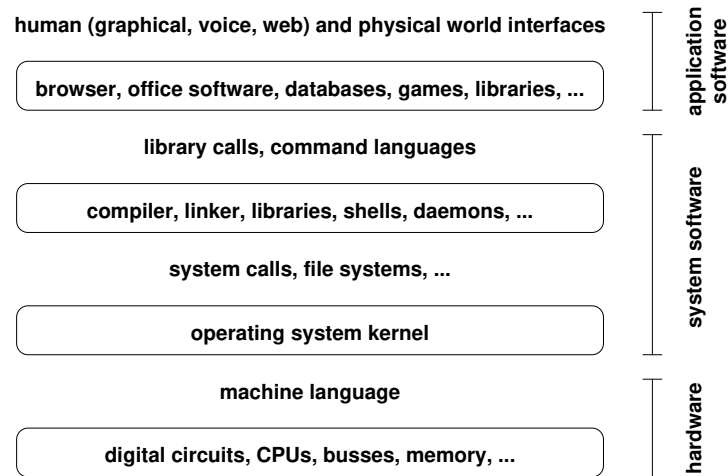 human (graphical, voice, web) and physical world interfaces
browser, office software, databases, games, libraries, ...
application
software
library calls, command languages
compiler, linker, libraries, shells, daemons, ...
system calls, file systems, ...
operating system kernel
system software
machine language
digital circuits, CPUs, busses, memory, ...
hardware